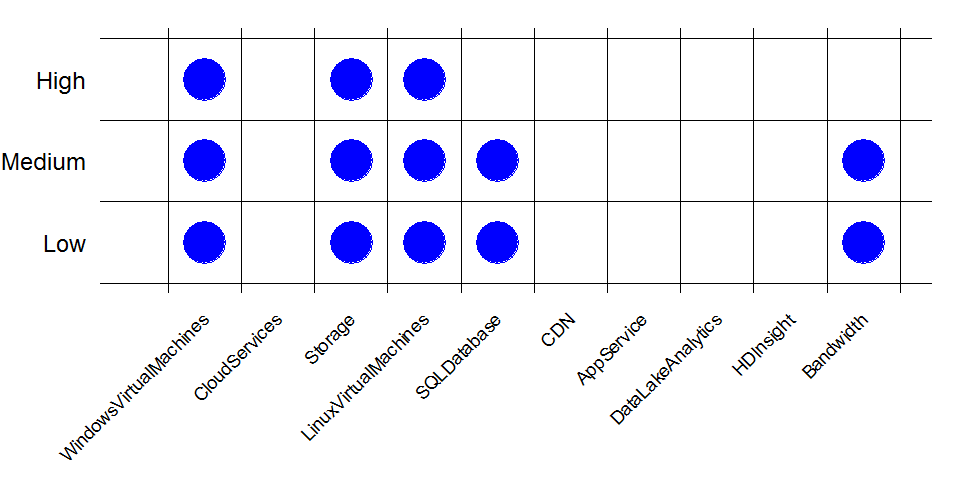 High
Medium
Low
WindowsVirtualMachines
CloudServices
Storage
LinuxVirtualMachines
SQLDatabase
CDN
AppService
DataLakeAnalytics
HDInsight
Bandwidth